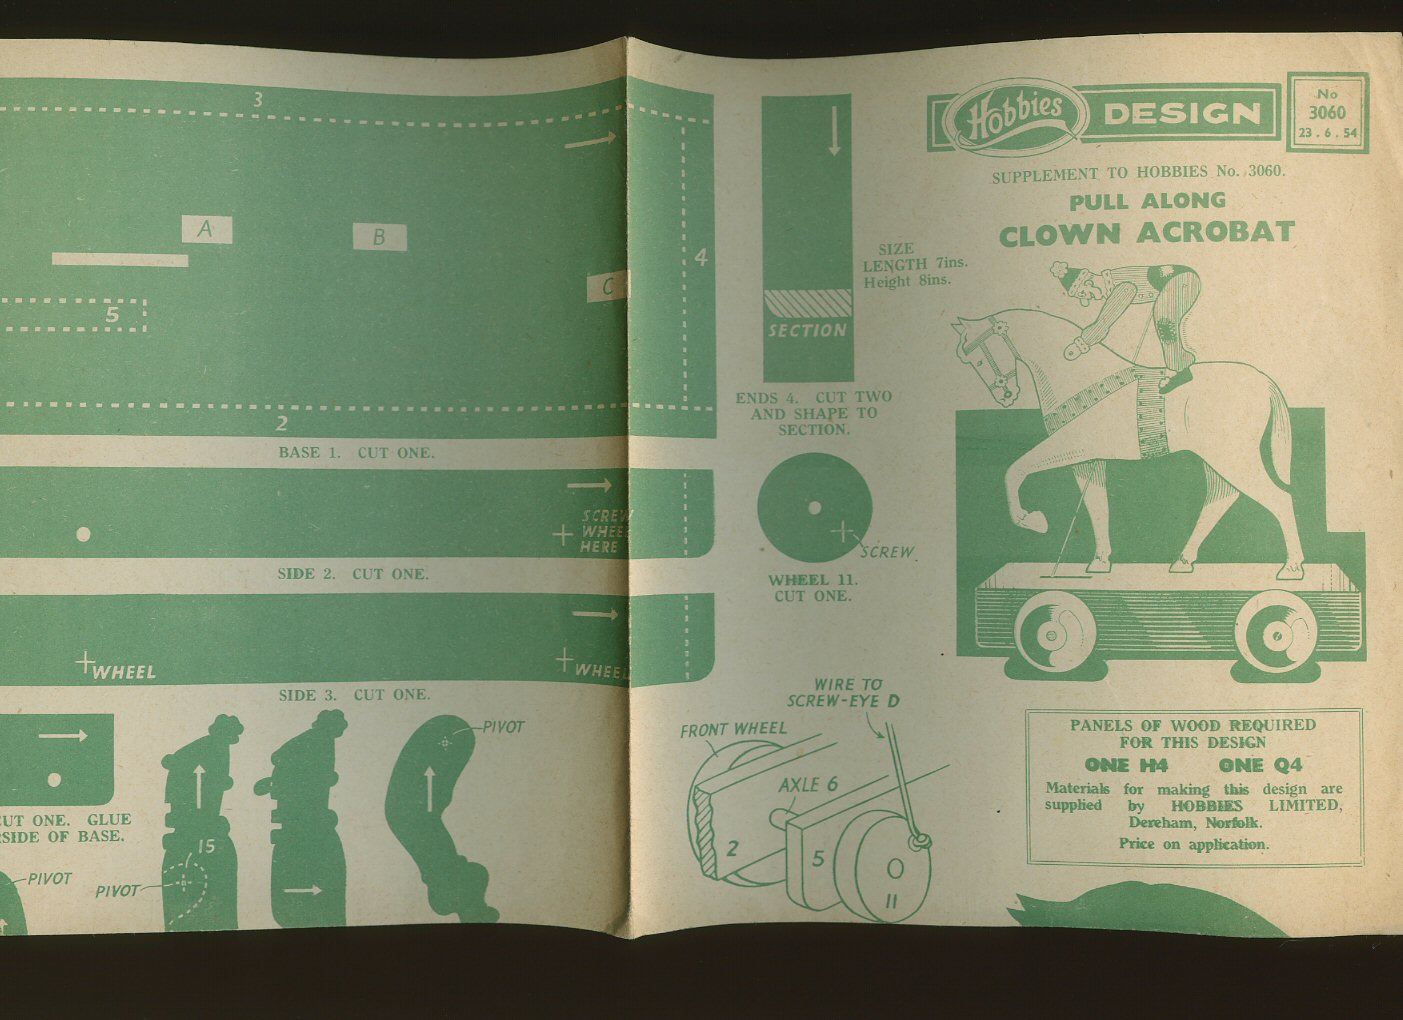 3
A
B
C
4
5
2
BASE 1. CUT ONE.
SCREW
WHEEL
HERE
SIDE 2. CUT ONE.
WHEEL
WHEEL
SIDE 3. CUT ONE.
CUT ONE. GLUE
RSIDE OF BASE.
PIVOT
PIVOT
15
PIVOT
SECTION
SIZE
LENGTH 7ins.
Height 8ins.
ENDS 4. CUT TWO
AND SHAPE TO
SECTION.
SCREW
WHEEL 11.
CUT ONE.
WIRE TO
SCREW-EYE D
FRONT WHEEL
AXLE 6
2
5
11
Hobbies DESIGN
No
3060
23.6.54
SUPPLEMENT TO HOBBIES No. 3060.
PULL ALONG
CLOWN ACROBAT
PANELS OF WOOD REQUIRED
FOR THIS DESIGN
ONE H4 ONE Q4
Materials for making this design are
supplied by HOBBIES LIMITED,
Dereham, Norfolk.
Price on application.